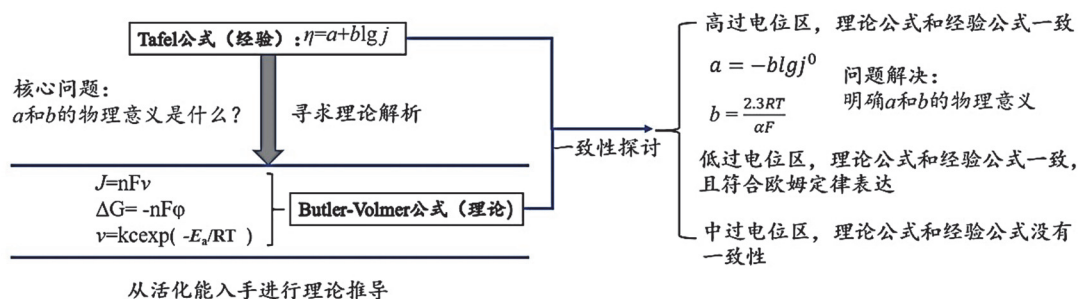 Tafel公式（经验）：η=a+blg j
核心问题：
a和b的物理意义是什么？
寻求理论解析
J=nFv
ΔG= -nFφ
v=kcexp( -Eₐ/RT )
Butler-Volmer公式（理论）
从活化能入手进行理论推导
一致性探讨
高过电位区，理论公式和经验公式一致
a = −blgj⁰
b = 2.3RT/αF
问题解决：
明确a和b的物理意义
低过电位区，理论公式和经验公式一致，
且符合欧姆定律表达
中过电位区，理论公式和经验公式没有
一致性